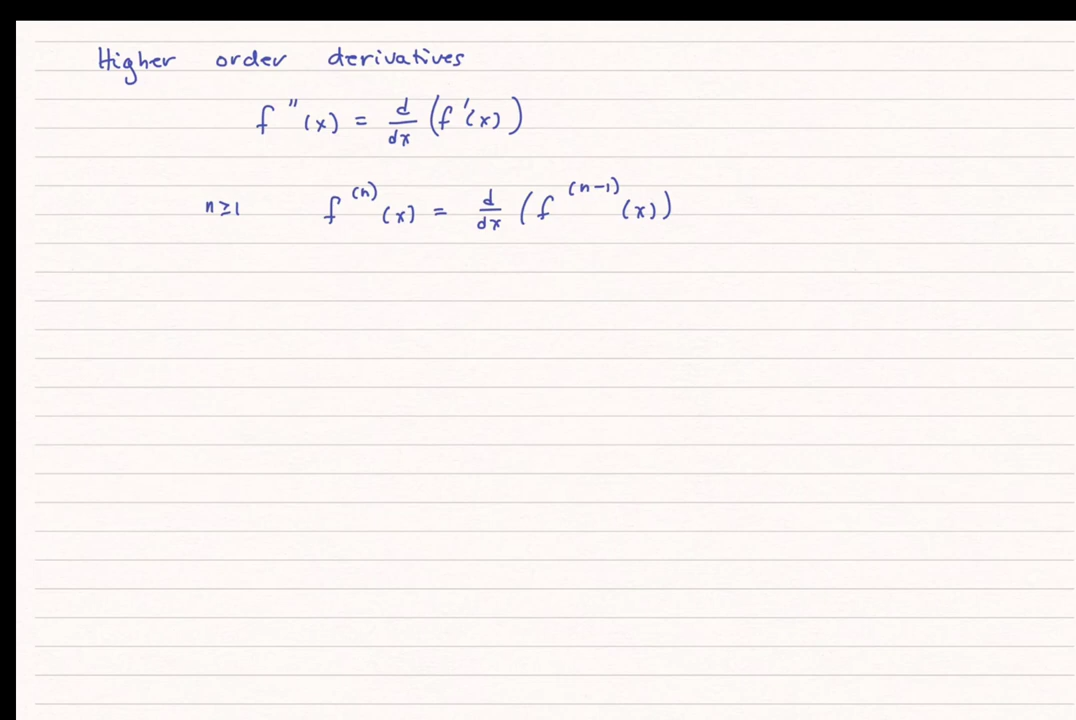 Higher order derivatives
f''(x) = d/dx (f'(x))
n≥1 f^(n)(x) = d/dx (f^(n-1)(x))